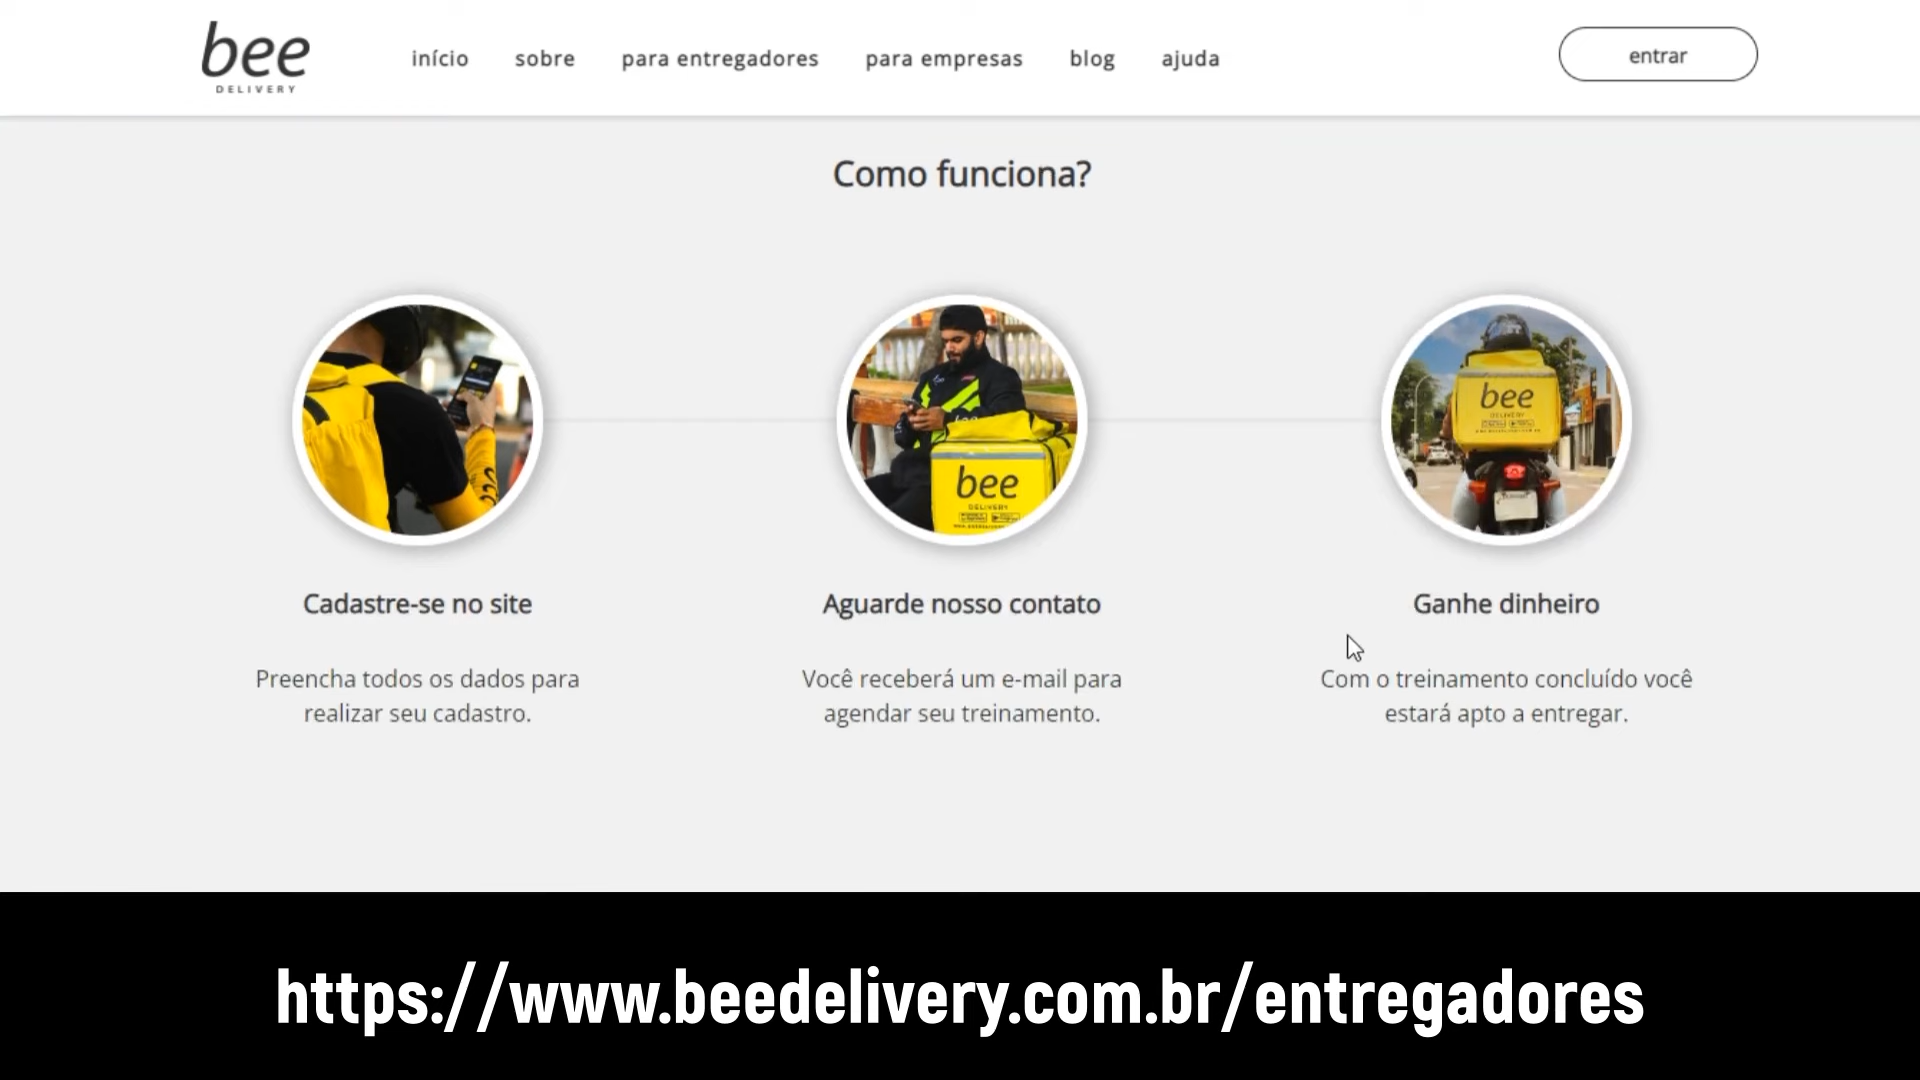 bee
DELIVERY
início sobre para entregadores para empresas blog ajuda entrar
Como funciona?
bee
DELIVERY
bee
DELIVERY
Cadastre-se no site
Preencha todos os dados para
realizar seu cadastro.
Aguarde nosso contato
Você receberá um e-mail para
agendar seu treinamento.
Ganhe dinheiro
Com o treinamento concluído você
estará apto a entregar.
https://www.beedelivery.com.br/entregadores